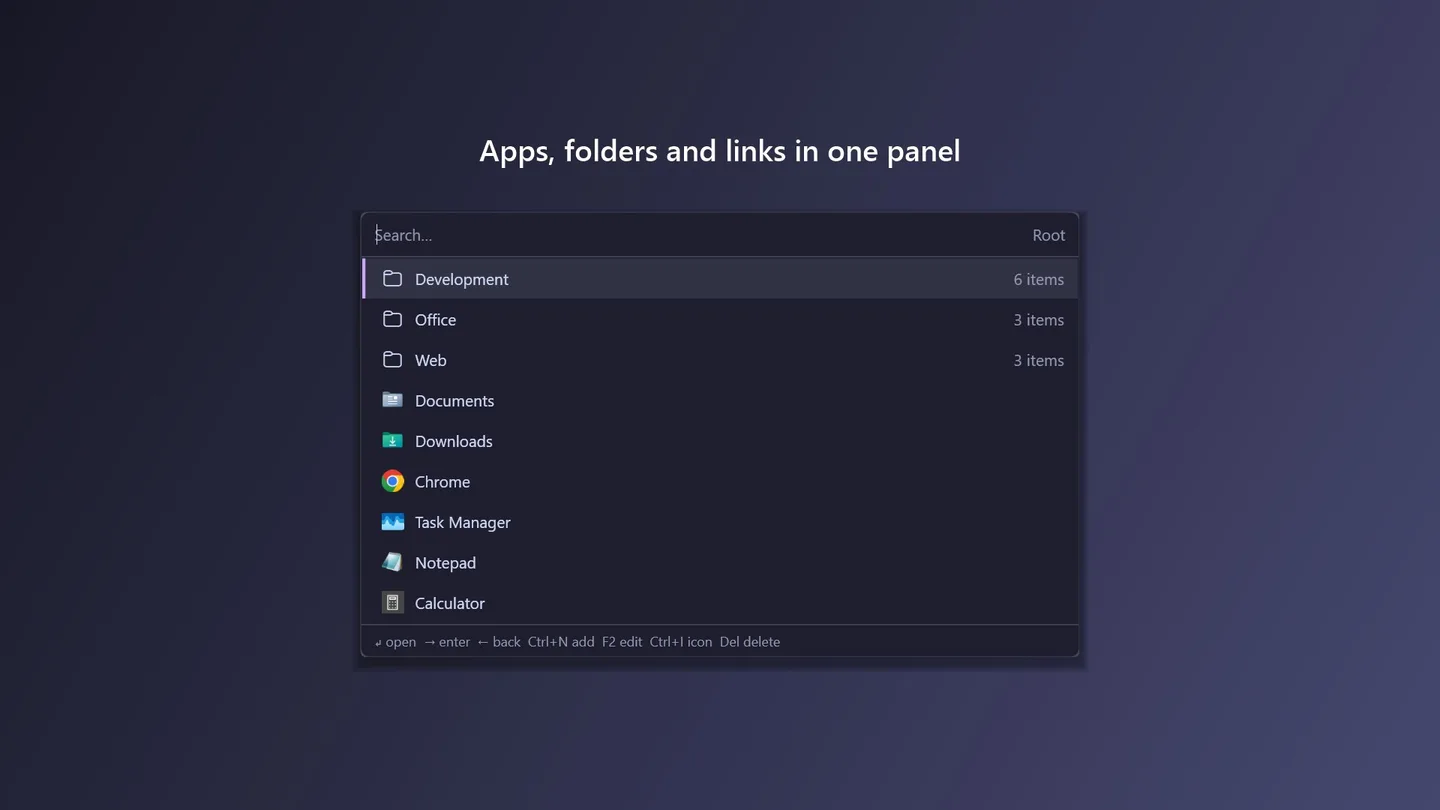 Apps, folders and links in one panel
Search... Root
Development 6 items
Office 3 items
Web 3 items
Documents
Downloads
Chrome
Task Manager
Notepad
Calculator
↲ open → enter ← back Ctrl+N add F2 edit Ctrl+I icon Del delete